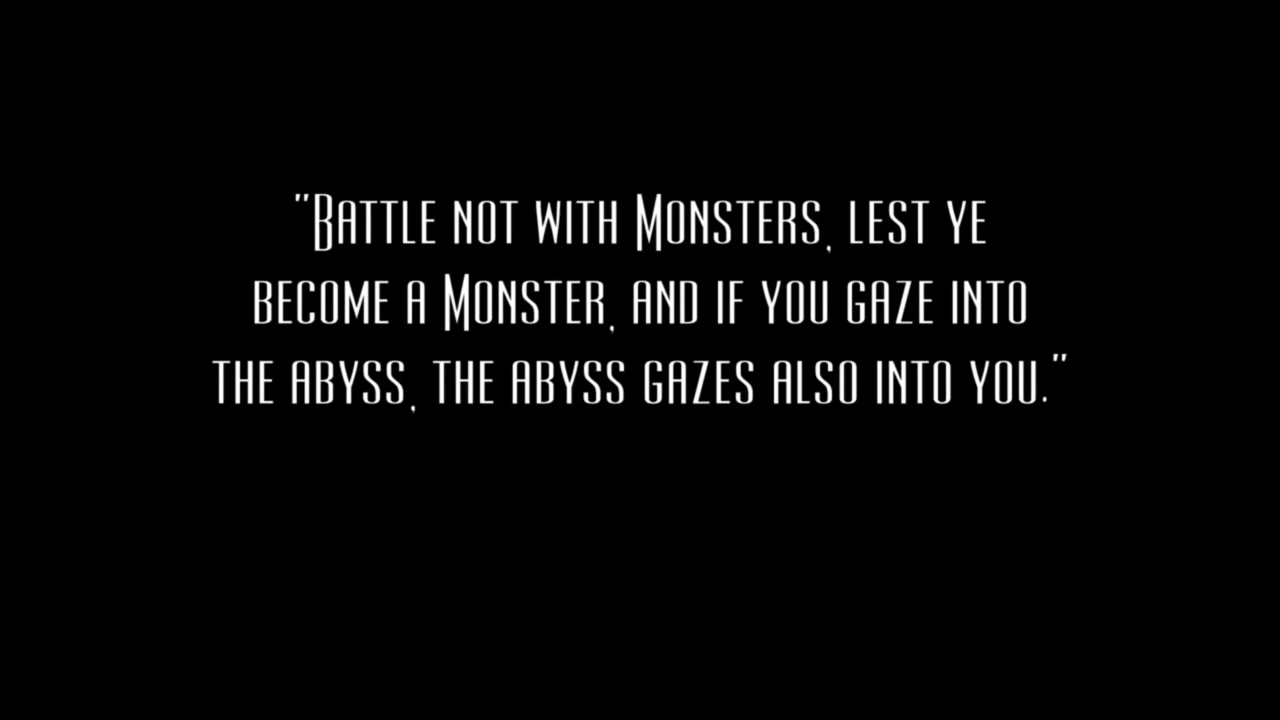 "Battle not with Monsters, lest ye
become a Monster, and if you gaze into
the abyss, the abyss gazes also into you."